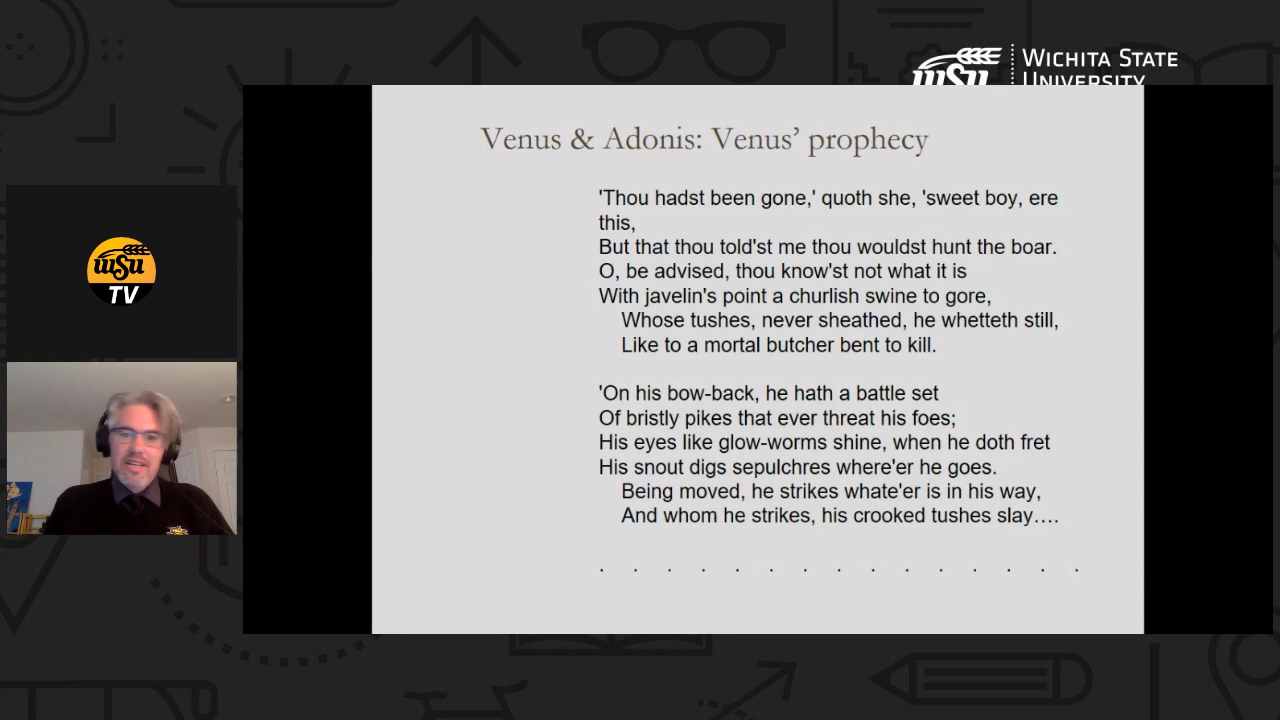 wsu
WICHITA STATE
UNIVERSITY
Venus & Adonis: Venus’ prophecy
'Thou hadst been gone,' quoth she, 'sweet boy, ere
this,
But that thou told'st me thou wouldst hunt the boar.
O, be advised, thou know'st not what it is
With javelin's point a churlish swine to gore,
Whose tushes, never sheathed, he whetteth still,
Like to a mortal butcher bent to kill.
'On his bow-back, he hath a battle set
Of bristly pikes that ever threat his foes;
His eyes like glow-worms shine, when he doth fret
His snout digs sepulchres where'er he goes.
Being moved, he strikes whate'er is in his way,
And whom he strikes, his crooked tushes slay….
. . . . . . . . . . . . . . .
wsu
TV